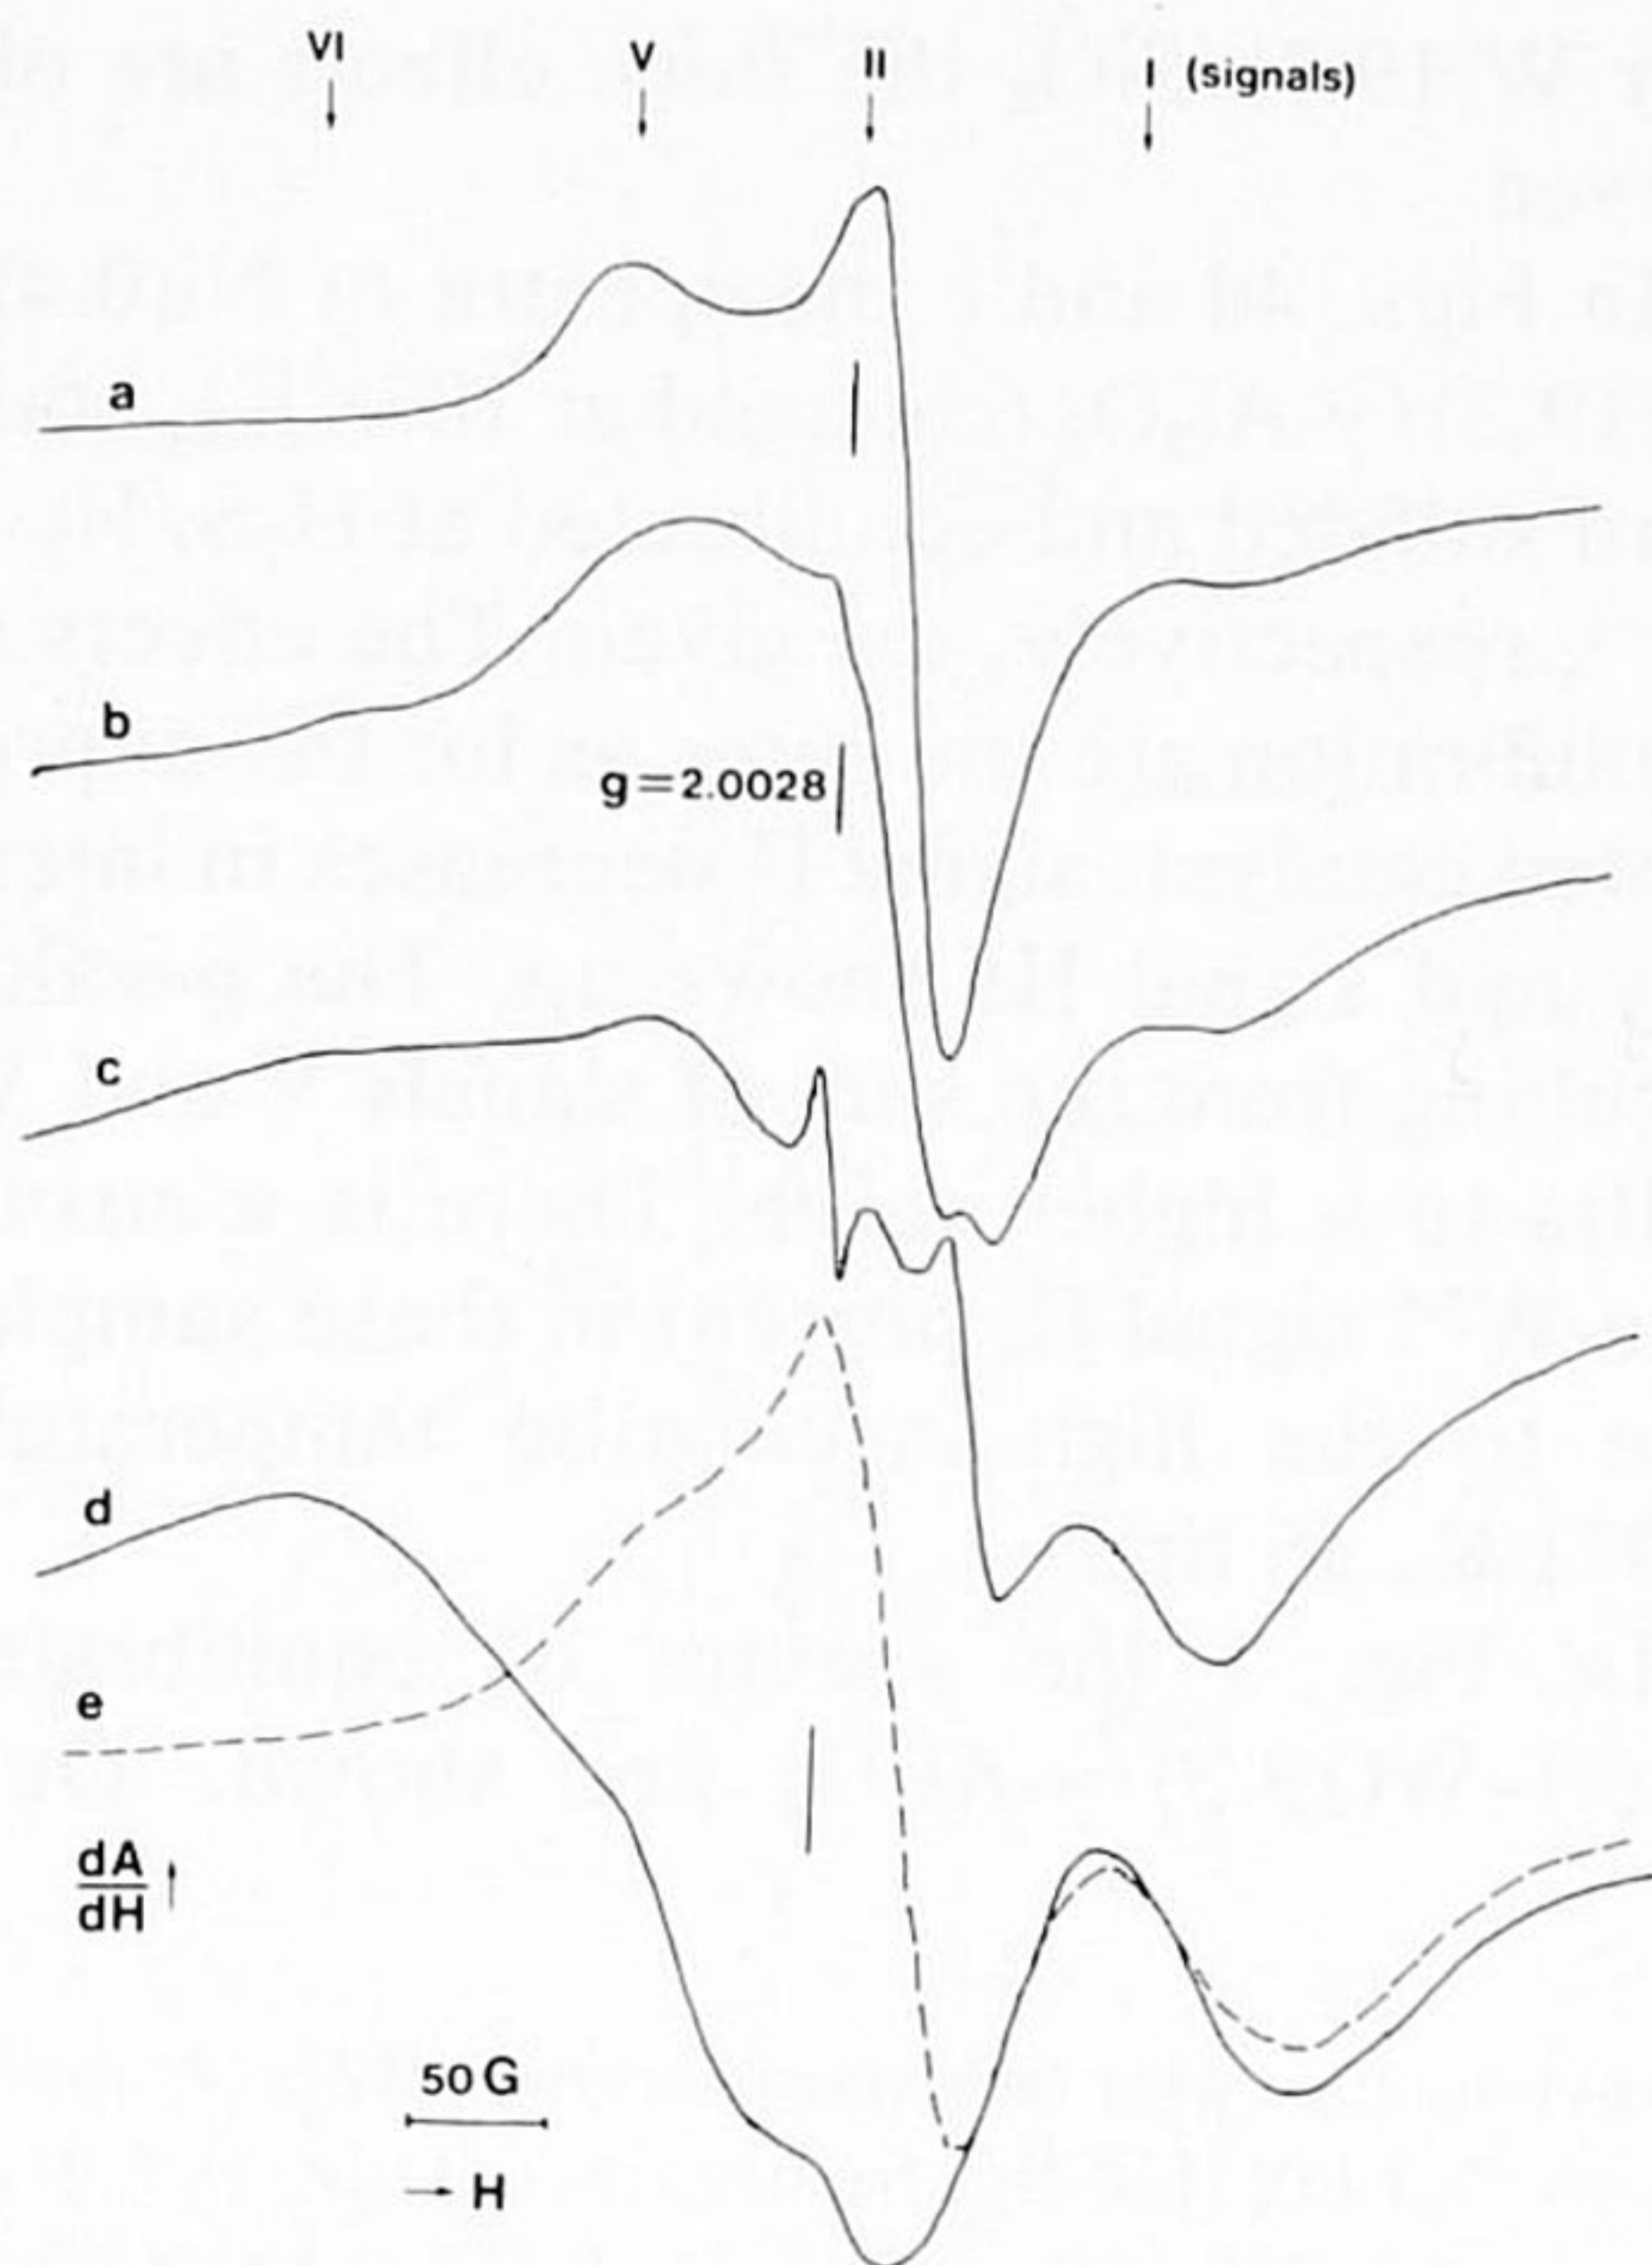 VI
V
II
I (signals)
a
b
g=2.0028
c
d
e
dA
dH
50 G
→ H